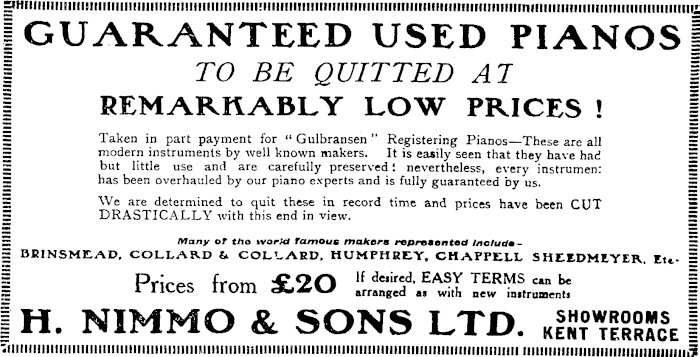 GUARANTEED USED PIANOS
TO BE QUITTED AT
REMARKABLY LOW PRICES !
Taken in part payment for "Gulbransen" Registering Pianos—These are all
modern instruments by well known makers. It is easily seen that they have had
but little use and are carefully preserved! nevertheless, every instrument
has been overhauled by our piano experts and is fully guaranteed by us.
We are determined to quit these in record time and prices have been CUT
DRASTICALLY with this end in view.
Many of the world famous makers represented include-
BRINSMEAD, COLLARD & COLLARD, HUMPHREY, CHAPPELL SHEEDMEYER, Etc.
Prices from £20 If desired, EASY TERMS can be
arranged as with new instruments
H. NIMMO & SONS LTD. SHOWROOMS
KENT TERRACE